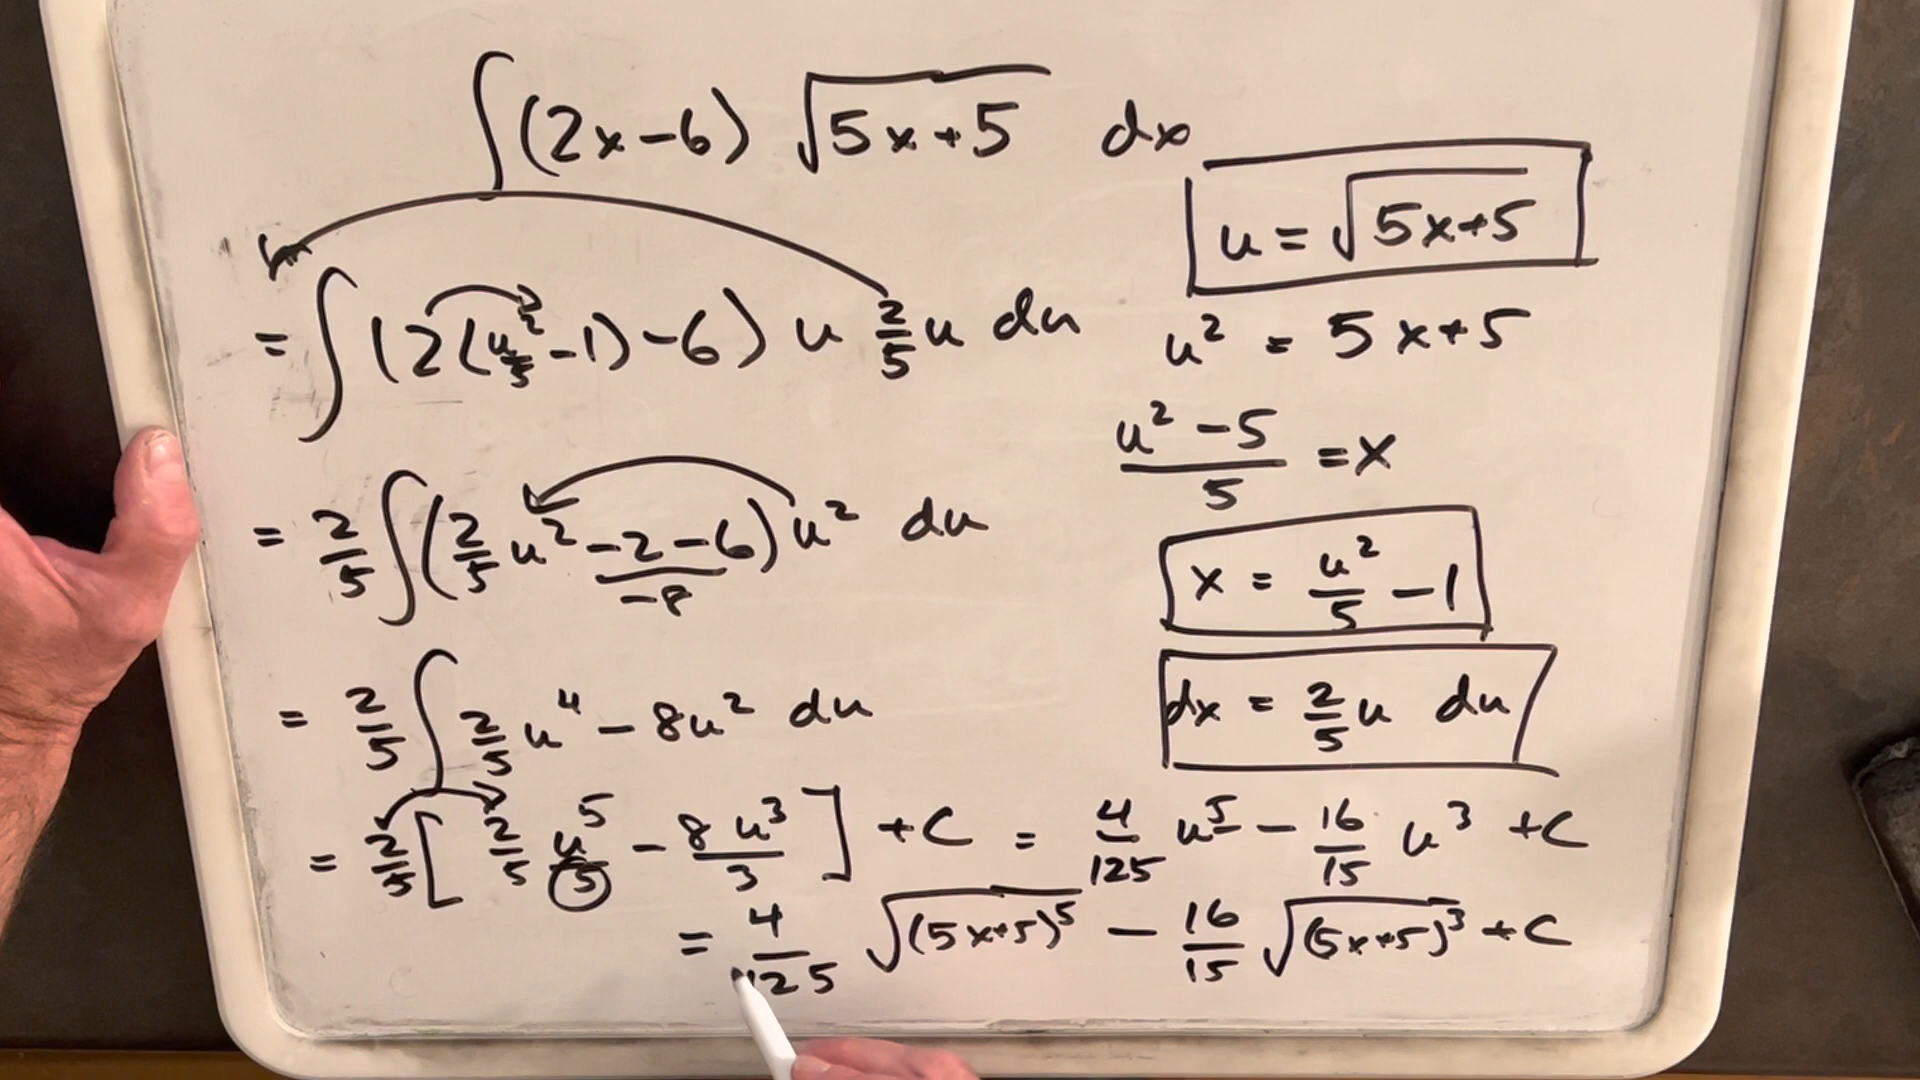 ∫(2x-6) √(5x+5) dx
u = √(5x+5)
= ∫(2(u²/5 - 1) - 6) u 2/5 u du
u² = 5x+5
(u² - 5)/5 = x
= 2/5 ∫(2/5 u² - 2 - 6) u² du
-8
x = u²/5 - 1
= 2/5 ∫ 2/5 u⁴ - 8u² du
dx = 2/5 u du
= 2/5 [2/5 u⁵/5 - 8u³/3] + C = 4/125 u⁵ - 16/15 u³ + C
= 4/125 √(5x+5)⁵ - 16/15 √(5x+5)³ + C